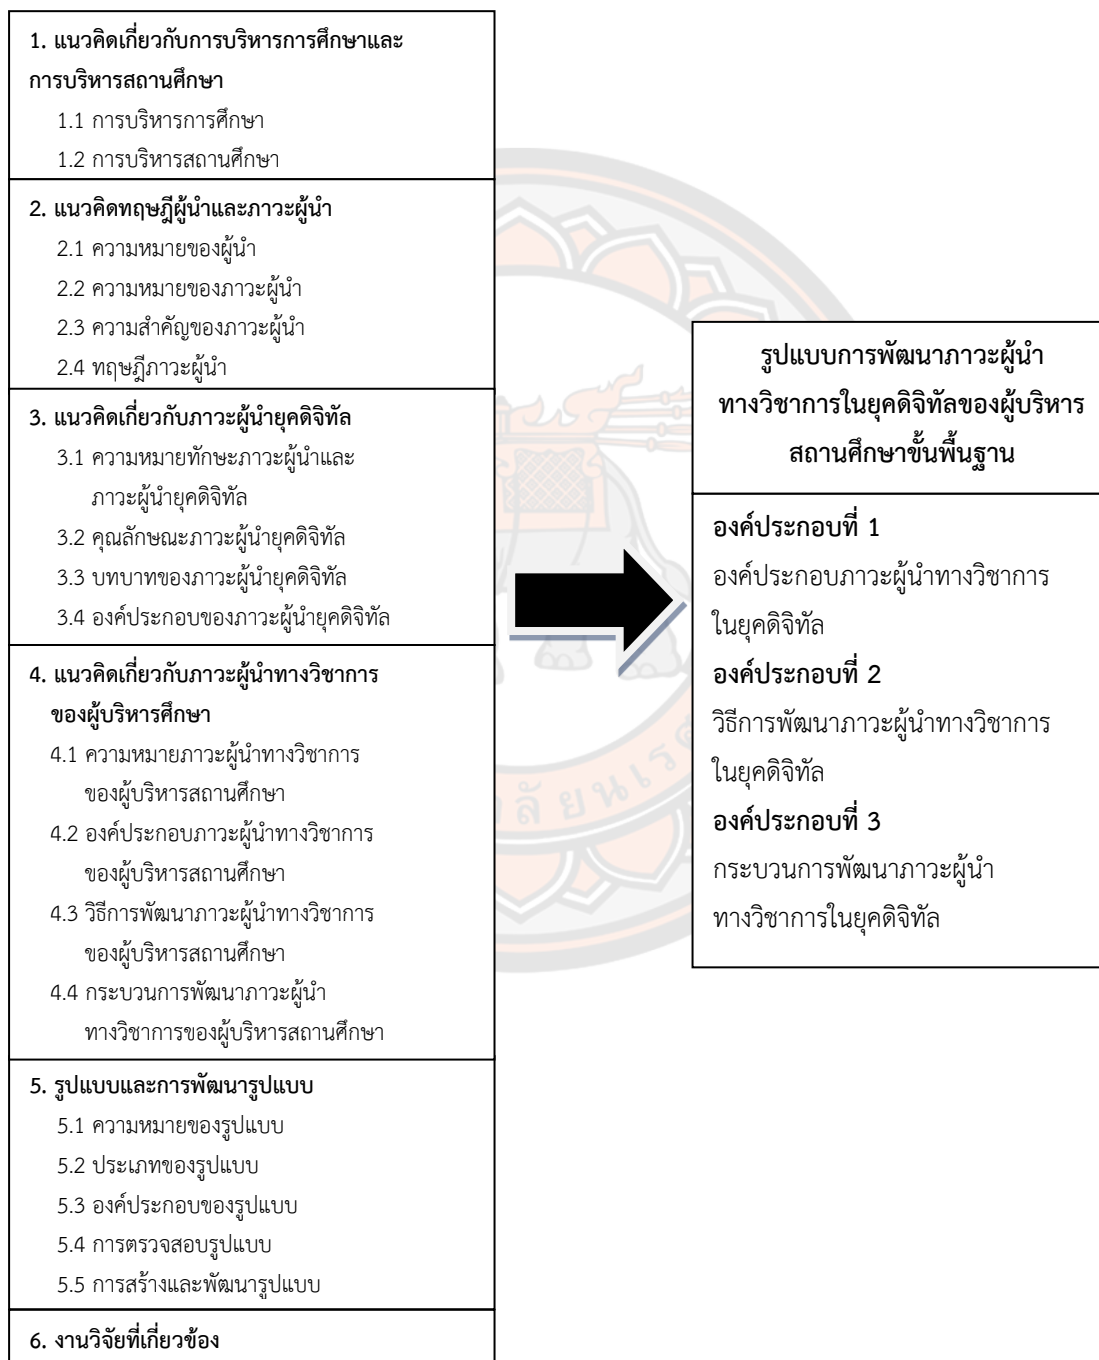 1. แนวคิดเกี่ยวกับการบริหารการศึกษาและ
การบริหารสถานศึกษา
1.1 การบริหารการศึกษา
1.2 การบริหารสถานศึกษา
2. แนวคิดทฤษฎีผู้นำและภาวะผู้นำ
2.1 ความหมายของผู้นำ
2.2 ความหมายของภาวะผู้นำ
2.3 ความสำคัญของภาวะผู้นำ
2.4 ทฤษฎีภาวะผู้นำ
3. แนวคิดเกี่ยวกับภาวะผู้นำยุคดิจิทัล
3.1 ความหมายทักษะภาวะผู้นำและ
ภาวะผู้นำยุคดิจิทัล
3.2 คุณลักษณะภาวะผู้นำยุคดิจิทัล
3.3 บทบาทของภาวะผู้นำยุคดิจิทัล
3.4 องค์ประกอบของภาวะผู้นำยุคดิจิทัล
4. แนวคิดเกี่ยวกับภาวะผู้นำทางวิชาการ
ของผู้บริหารศึกษา
4.1 ความหมายภาวะผู้นำทางวิชาการ
ของผู้บริหารสถานศึกษา
4.2 องค์ประกอบภาวะผู้นำทางวิชาการ
ของผู้บริหารสถานศึกษา
4.3 วิธีการพัฒนาภาวะผู้นำทางวิชาการ
ของผู้บริหารสถานศึกษา
4.4 กระบวนการพัฒนาภาวะผู้นำ
ทางวิชาการของผู้บริหารสถานศึกษา
5. รูปแบบและการพัฒนารูปแบบ
5.1 ความหมายของรูปแบบ
5.2 ประเภทของรูปแบบ
5.3 องค์ประกอบของรูปแบบ
5.4 การตรวจสอบรูปแบบ
5.5 การสร้างและพัฒนารูปแบบ
6. งานวิจัยที่เกี่ยวข้อง
รูปแบบการพัฒนาภาวะผู้นำ
ทางวิชาการในยุคดิจิทัลของผู้บริหาร
สถานศึกษาขั้นพื้นฐาน
องค์ประกอบที่ 1
องค์ประกอบภาวะผู้นำทางวิชาการ
ในยุคดิจิทัล
องค์ประกอบที่ 2
วิธีการพัฒนาภาวะผู้นำทางวิชาการ
ในยุคดิจิทัล
องค์ประกอบที่ 3
กระบวนการพัฒนาภาวะผู้นำ
ทางวิชาการในยุคดิจิทัล